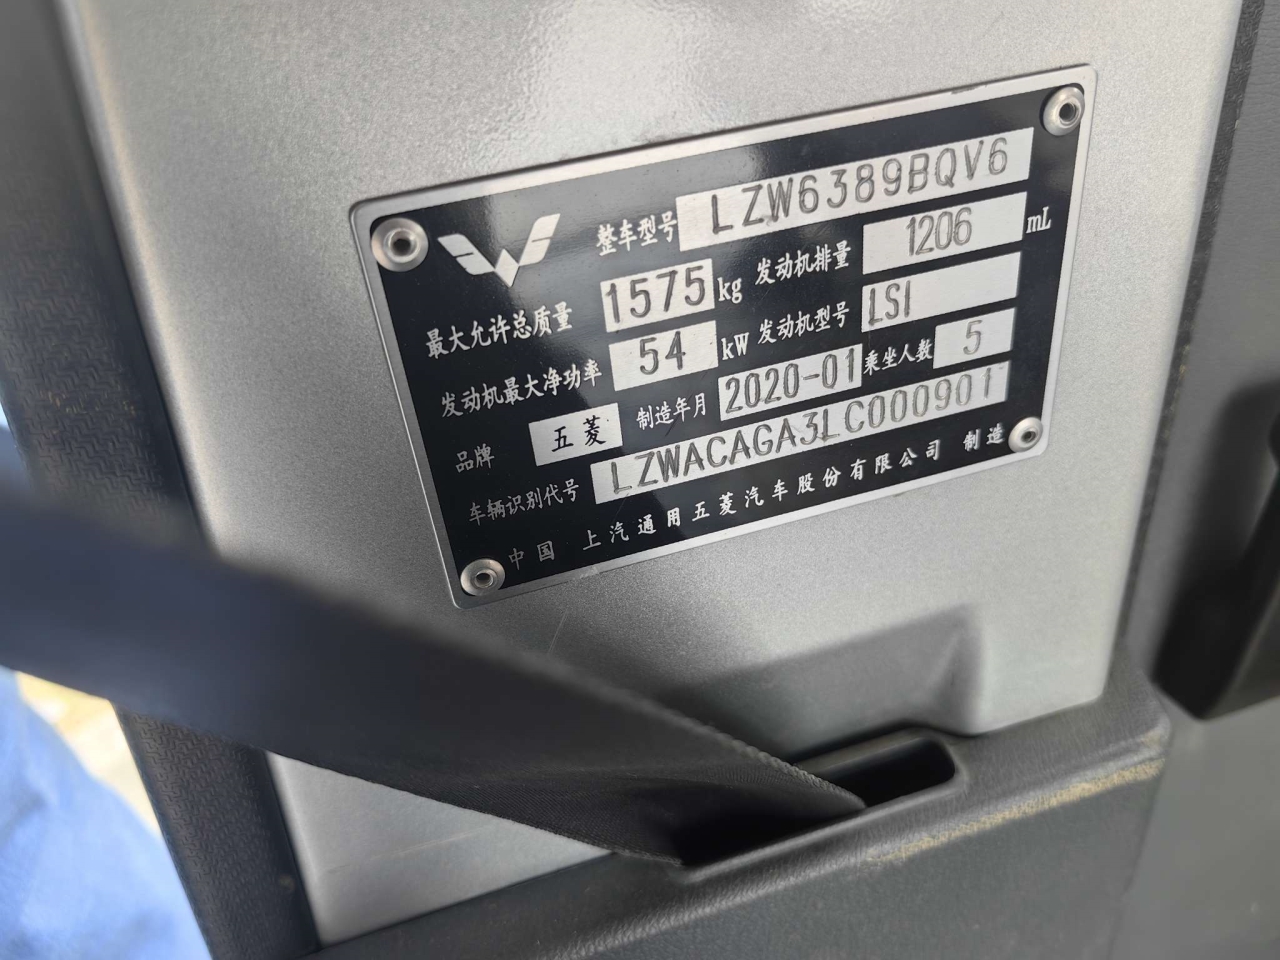 整车型号 LZW6389BQV6
最大允许总质量 1575 kg 发动机排量 1206 mL
发动机最大净功率 54 kW 发动机型号 LSI
品牌 五菱 制造年月 2020-01 乘坐人数 5
车辆识别代号 LZWACAGA3LC000901
中国 上汽通用五菱汽车股份有限公司 制造